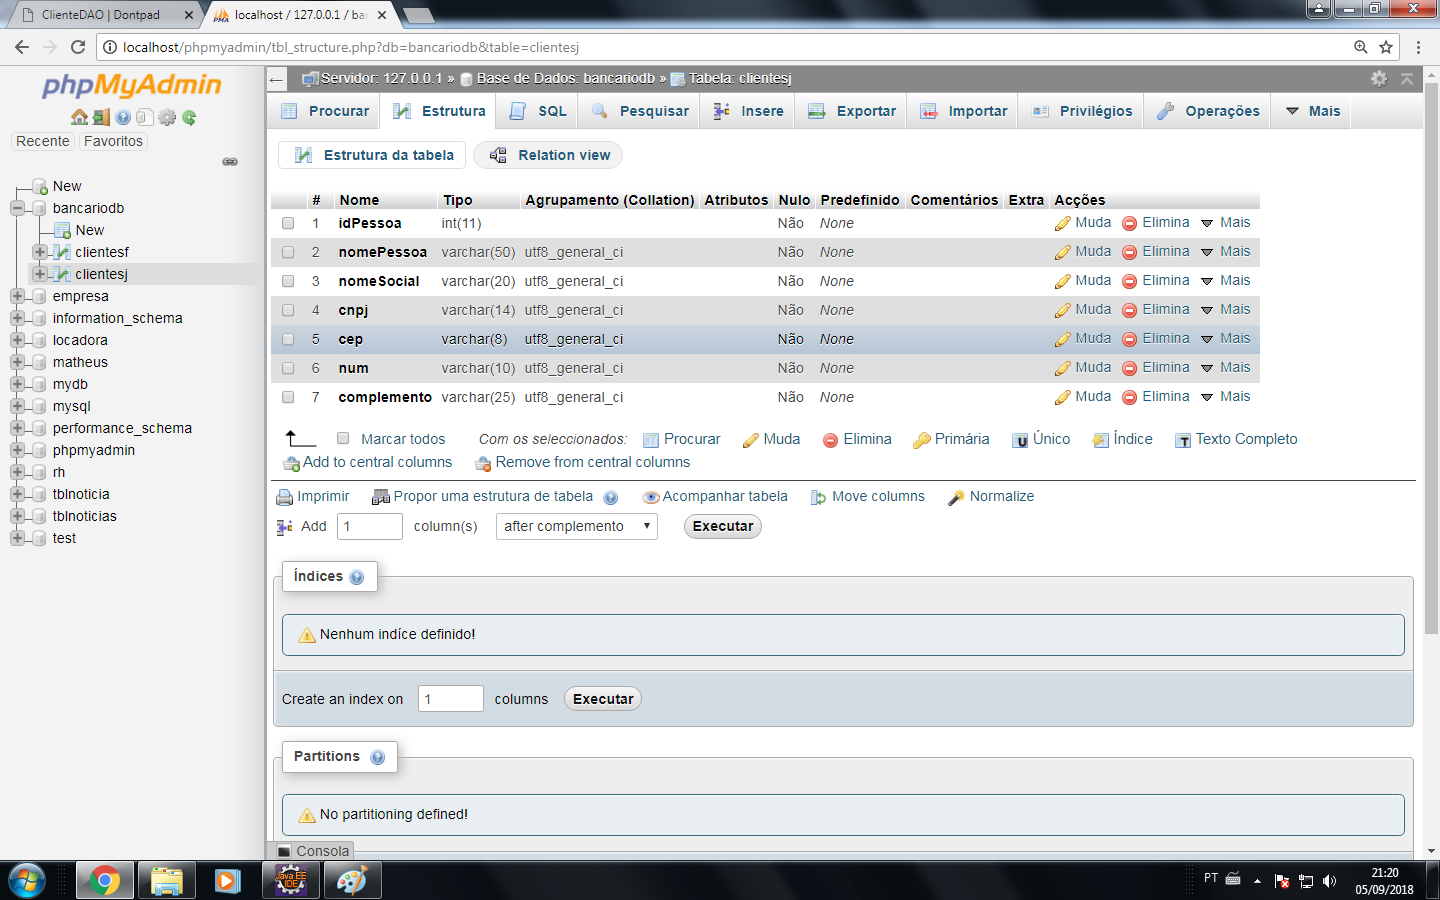 ClienteDAO | Dontpad
localhost / 127.0.0.1 / ban
localhost/phpmyadmin/tbl_structure.php?db=bancariodb&table=clientesj
phpMyAdmin
Recente Favoritos
New
bancariodb
New
clientesf
clientesj
empresa
information_schema
locadora
matheus
mydb
mysql
performance_schema
phpmyadmin
rh
tblnoticia
tblnoticias
test
Servidor: 127.0.0.1 » Base de Dados: bancariodb » Tabela: clientesj
Procurar Estrutura SQL Pesquisar Insere Exportar Importar Privilégios Operações Mais
Estrutura da tabela Relation view
# Nome Tipo Agrupamento (Collation) Atributos Nulo Predefinido Comentários Extra Acções
1 idPessoa int(11) Não None Muda Elimina Mais
2 nomePessoa varchar(50) utf8_general_ci Não None Muda Elimina Mais
3 nomeSocial varchar(20) utf8_general_ci Não None Muda Elimina Mais
4 cnpj varchar(14) utf8_general_ci Não None Muda Elimina Mais
5 cep varchar(8) utf8_general_ci Não None Muda Elimina Mais
6 num varchar(10) utf8_general_ci Não None Muda Elimina Mais
7 complemento varchar(25) utf8_general_ci Não None Muda Elimina Mais
Marcar todos Com os seleccionados: Procurar Muda Elimina Primária Único Índice Texto Completo
Add to central columns Remove from central columns
Imprimir Propor uma estrutura de tabela Acompanhar tabela Move columns Normalize
Add 1 column(s) after complemento Executar
Índices
Nenhum indíce definido!
Create an index on 1 columns Executar
Partitions
No partitioning defined!
Consola
Java EE
IDE
PT
21:20
05/09/2018